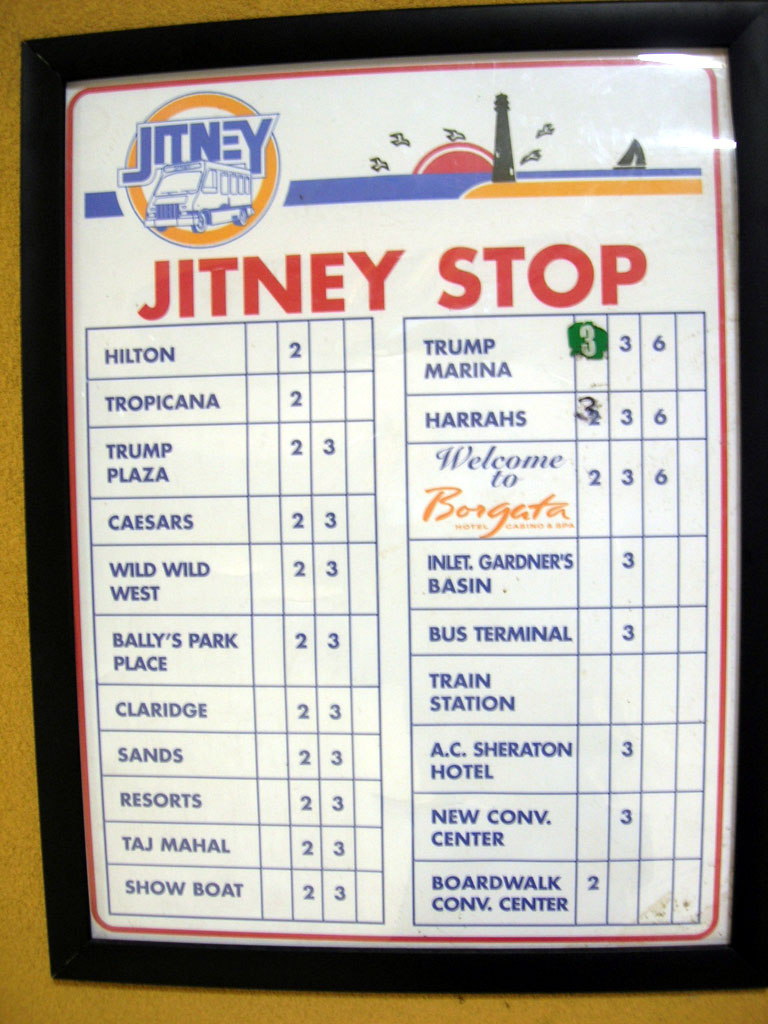 JITNEY
JITNEY STOP
HILTON 2
TROPICANA 2
TRUMP
PLAZA 2 3
CAESARS 2 3
WILD WILD
WEST 2 3
BALLY'S PARK
PLACE 2 3
CLARIDGE 2 3
SANDS 2 3
RESORTS 2 3
TAJ MAHAL 2 3
SHOW BOAT 2 3
TRUMP
MARINA 3 3 6
HARRAHS 3 3 6
Welcome
to
Borgata
HOTEL CASINO & SPA 2 3 6
INLET. GARDNER'S
BASIN 3
BUS TERMINAL 3
TRAIN
STATION
A.C. SHERATON
HOTEL 3
NEW CONV.
CENTER 3
BOARDWALK
CONV. CENTER 2